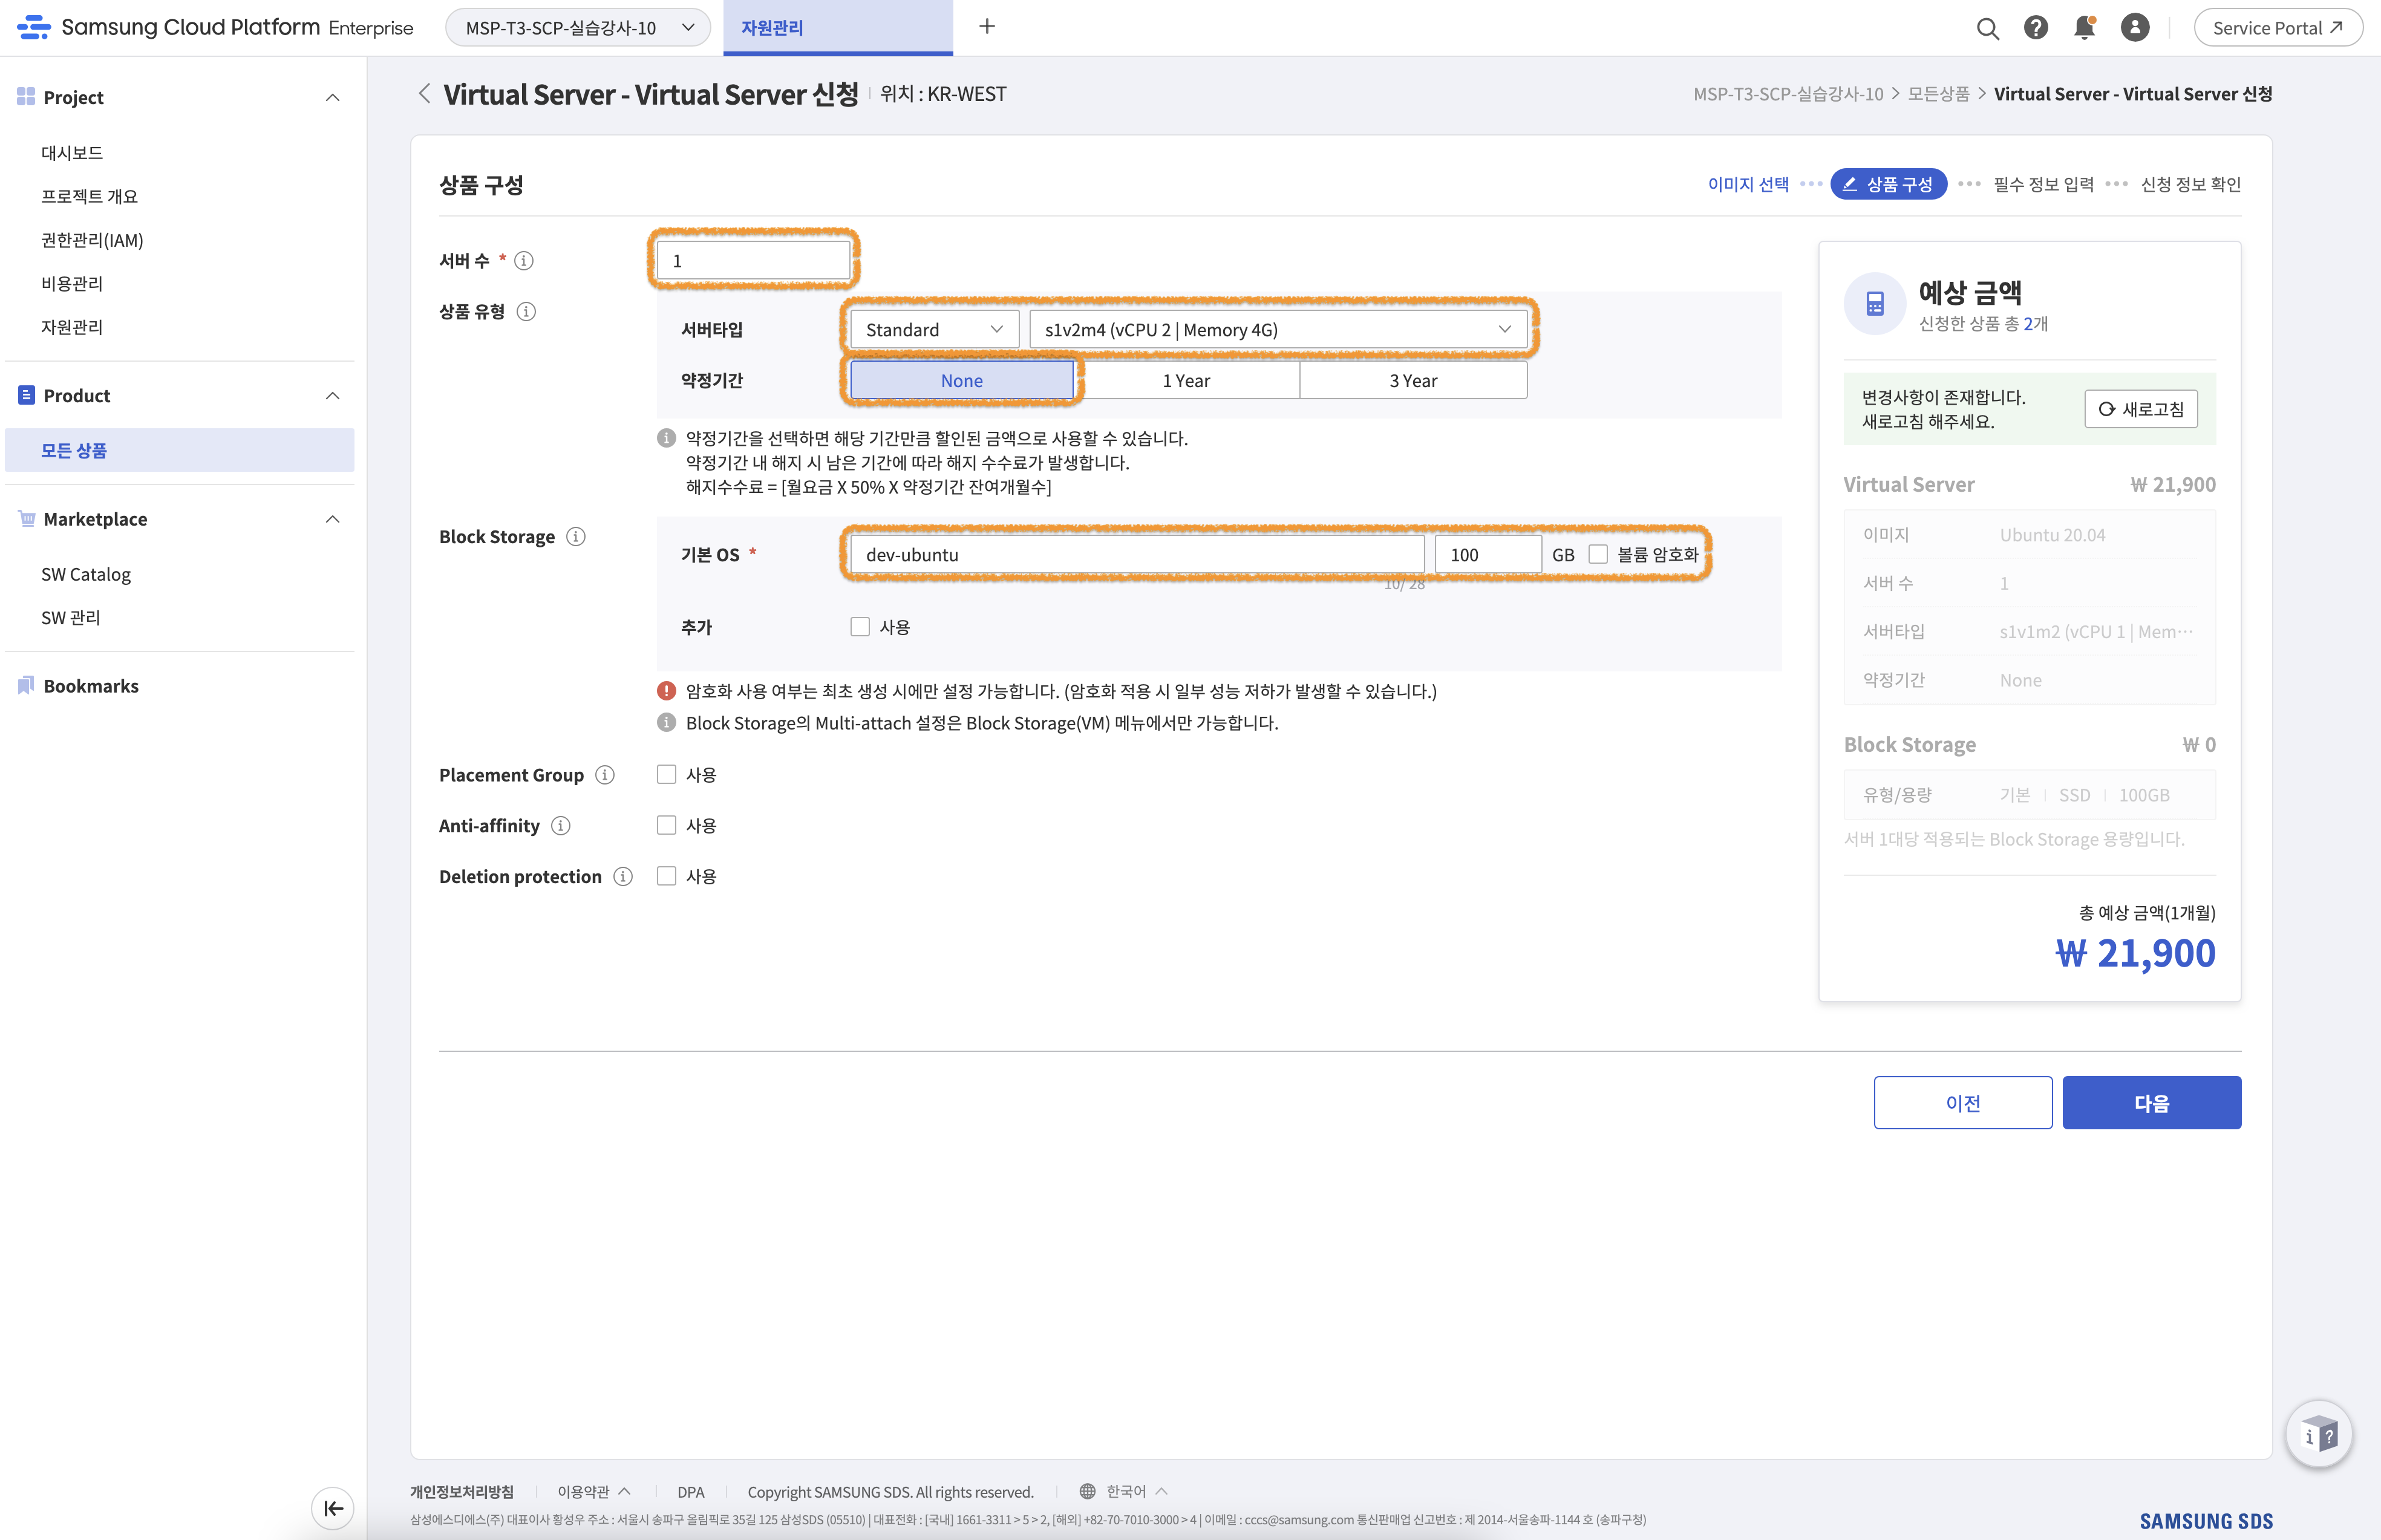 Samsung Cloud Platform Enterprise
MSP-T3-SCP-실습강사-10
자원관리
Service Portal
Project
대시보드
프로젝트 개요
권한관리(IAM)
비용관리
자원관리
Product
모든 상품
Marketplace
SW Catalog
SW 관리
Bookmarks
Virtual Server - Virtual Server 신청
위치 : KR-WEST
MSP-T3-SCP-실습강사-10 > 모든상품 > Virtual Server - Virtual Server 신청
상품 구성
이미지 선택 ••• 상품 구성 ••• 필수 정보 입력 ••• 신청 정보 확인
서버 수 *
1
상품 유형
서버타입
Standard
s1v2m4 (vCPU 2 | Memory 4G)
약정기간
None
1 Year
3 Year
약정기간을 선택하면 해당 기간만큼 할인된 금액으로 사용할 수 있습니다.
약정기간 내 해지 시 남은 기간에 따라 해지 수수료가 발생합니다.
해지수수료 = [월요금 X 50% X 약정기간 잔여개월수]
Block Storage
기본 OS *
dev-ubuntu
100
GB
볼륨 암호화
10/ 28
추가
사용
암호화 사용 여부는 최초 생성 시에만 설정 가능합니다. (암호화 적용 시 일부 성능 저하가 발생할 수 있습니다.)
Block Storage의 Multi-attach 설정은 Block Storage(VM) 메뉴에서만 가능합니다.
Placement Group
사용
Anti-affinity
사용
Deletion protection
사용
예상 금액
신청한 상품 총 2개
변경사항이 존재합니다.
새로고침 해주세요.
새로고침
Virtual Server ₩ 21,900
이미지 Ubuntu 20.04
서버 수 1
서버타입 s1v1m2 (vCPU 1 | Mem···
약정기간 None
Block Storage ₩ 0
유형/용량 기본 | SSD | 100GB
서버 1대당 적용되는 Block Storage 용량입니다.
총 예상 금액(1개월)
₩ 21,900
이전
다음
개인정보처리방침
이용약관
DPA
Copyright SAMSUNG SDS. All rights reserved.
한국어
삼성에스디에스(주) 대표이사 황성우 주소 : 서울시 송파구 올림픽로 35길 125 삼성SDS (05510) | 대표전화 : [국내] 1661-3311 > 5 > 2, [해외] +82-70-7010-3000 > 4 | 이메일 : cccs@samsung.com 통신판매업 신고번호 : 제 2014-서울송파-1144 호 (송파구청)
SAMSUNG SDS